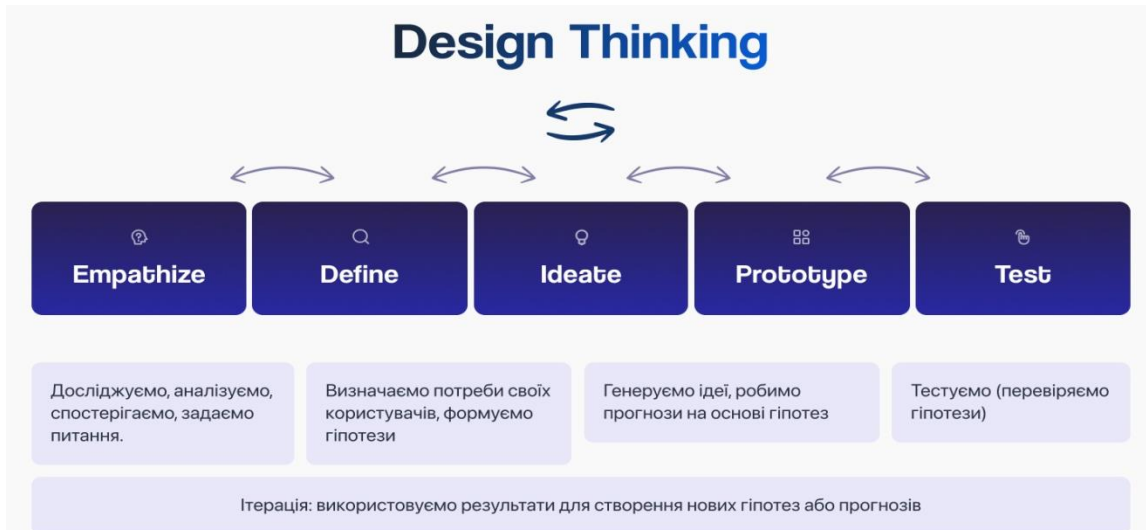 Design Thinking
Empathize
Define
Ideate
Prototype
Test
Досліджуємо, аналізуємо,
спостерігаємо, задаємо
питання.
Визначаємо потреби своїх
користувачів, формуємо
гіпотези
Генеруємо ідеї, робимо
прогнози на основі гіпотез
Тестуємо (перевіряємо
гіпотези)
Ітерація: використовуємо результати для створення нових гіпотез або прогнозів